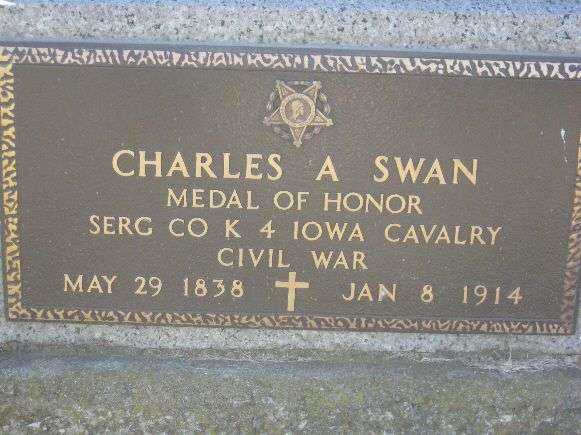 CHARLES A SWAN
MEDAL OF HONOR
SERG CO K 4 IOWA CAVALRY
CIVIL WAR
MAY 29 1838 JAN 8 1914